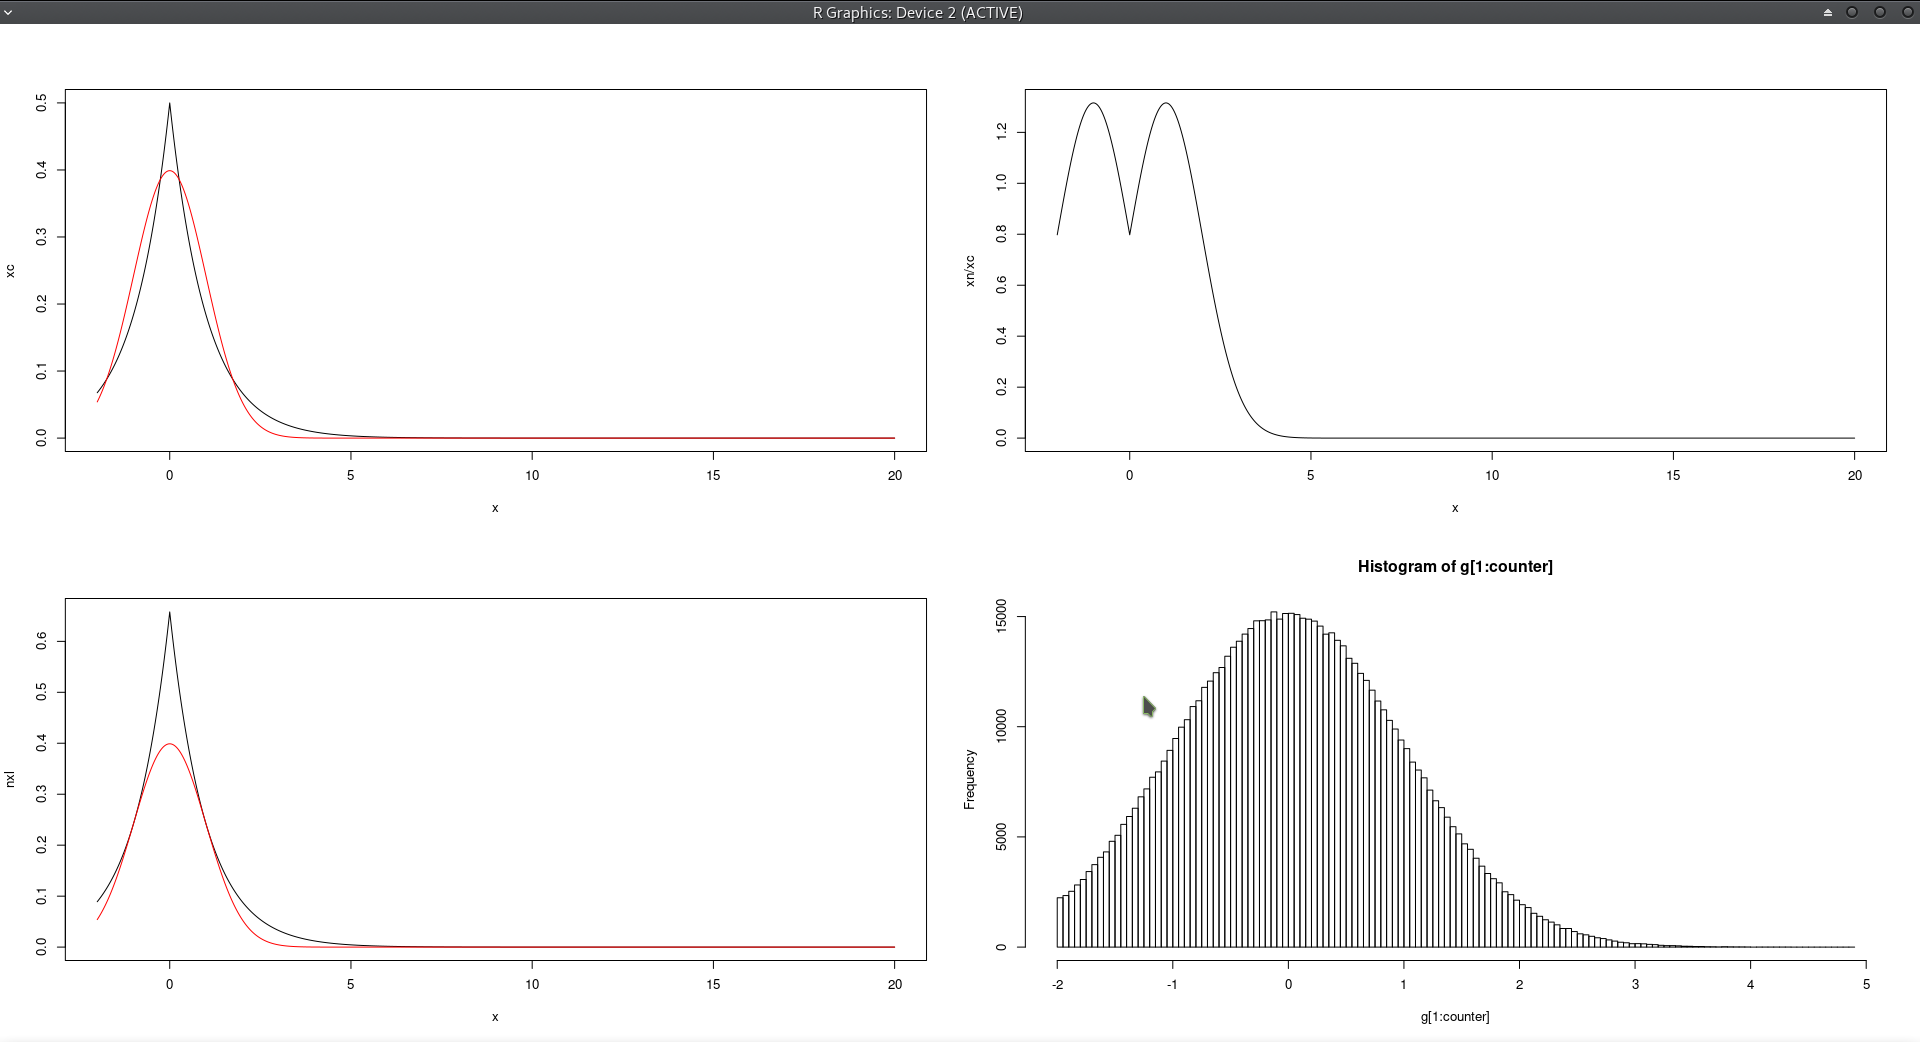 R Graphics: Device 2 (ACTIVE)
0.5
0.4
0.3
0.2
0.1
0.0
xc
0 5 10 15 20
x
1.2
1.0
0.8
0.6
0.4
0.2
0.0
xn/xc
0 5 10 15 20
x
0.6
0.5
0.4
0.3
0.2
0.1
0.0
nxl
0 5 10 15 20
x
Histogram of g[1:counter]
15000
10000
5000
0
Frequency
-2 -1 0 1 2 3 4 5
g[1:counter]